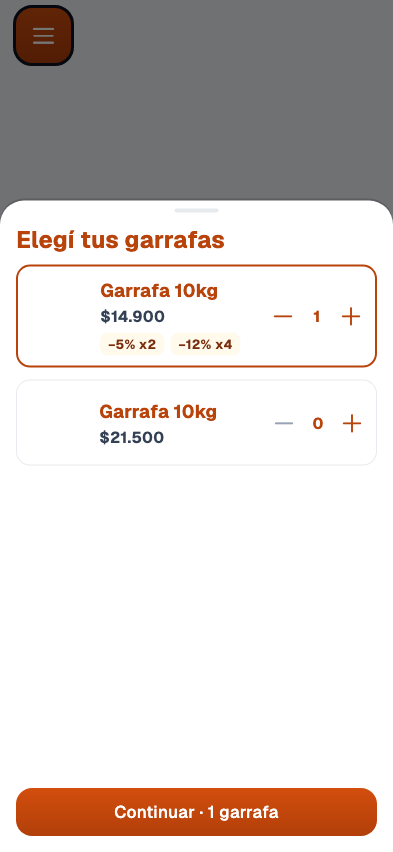 Elegí tus garrafas
Garrafa 10kg
$14.900
1
−5% x2 −12% x4
Garrafa 10kg
$21.500
0
Continuar · 1 garrafa